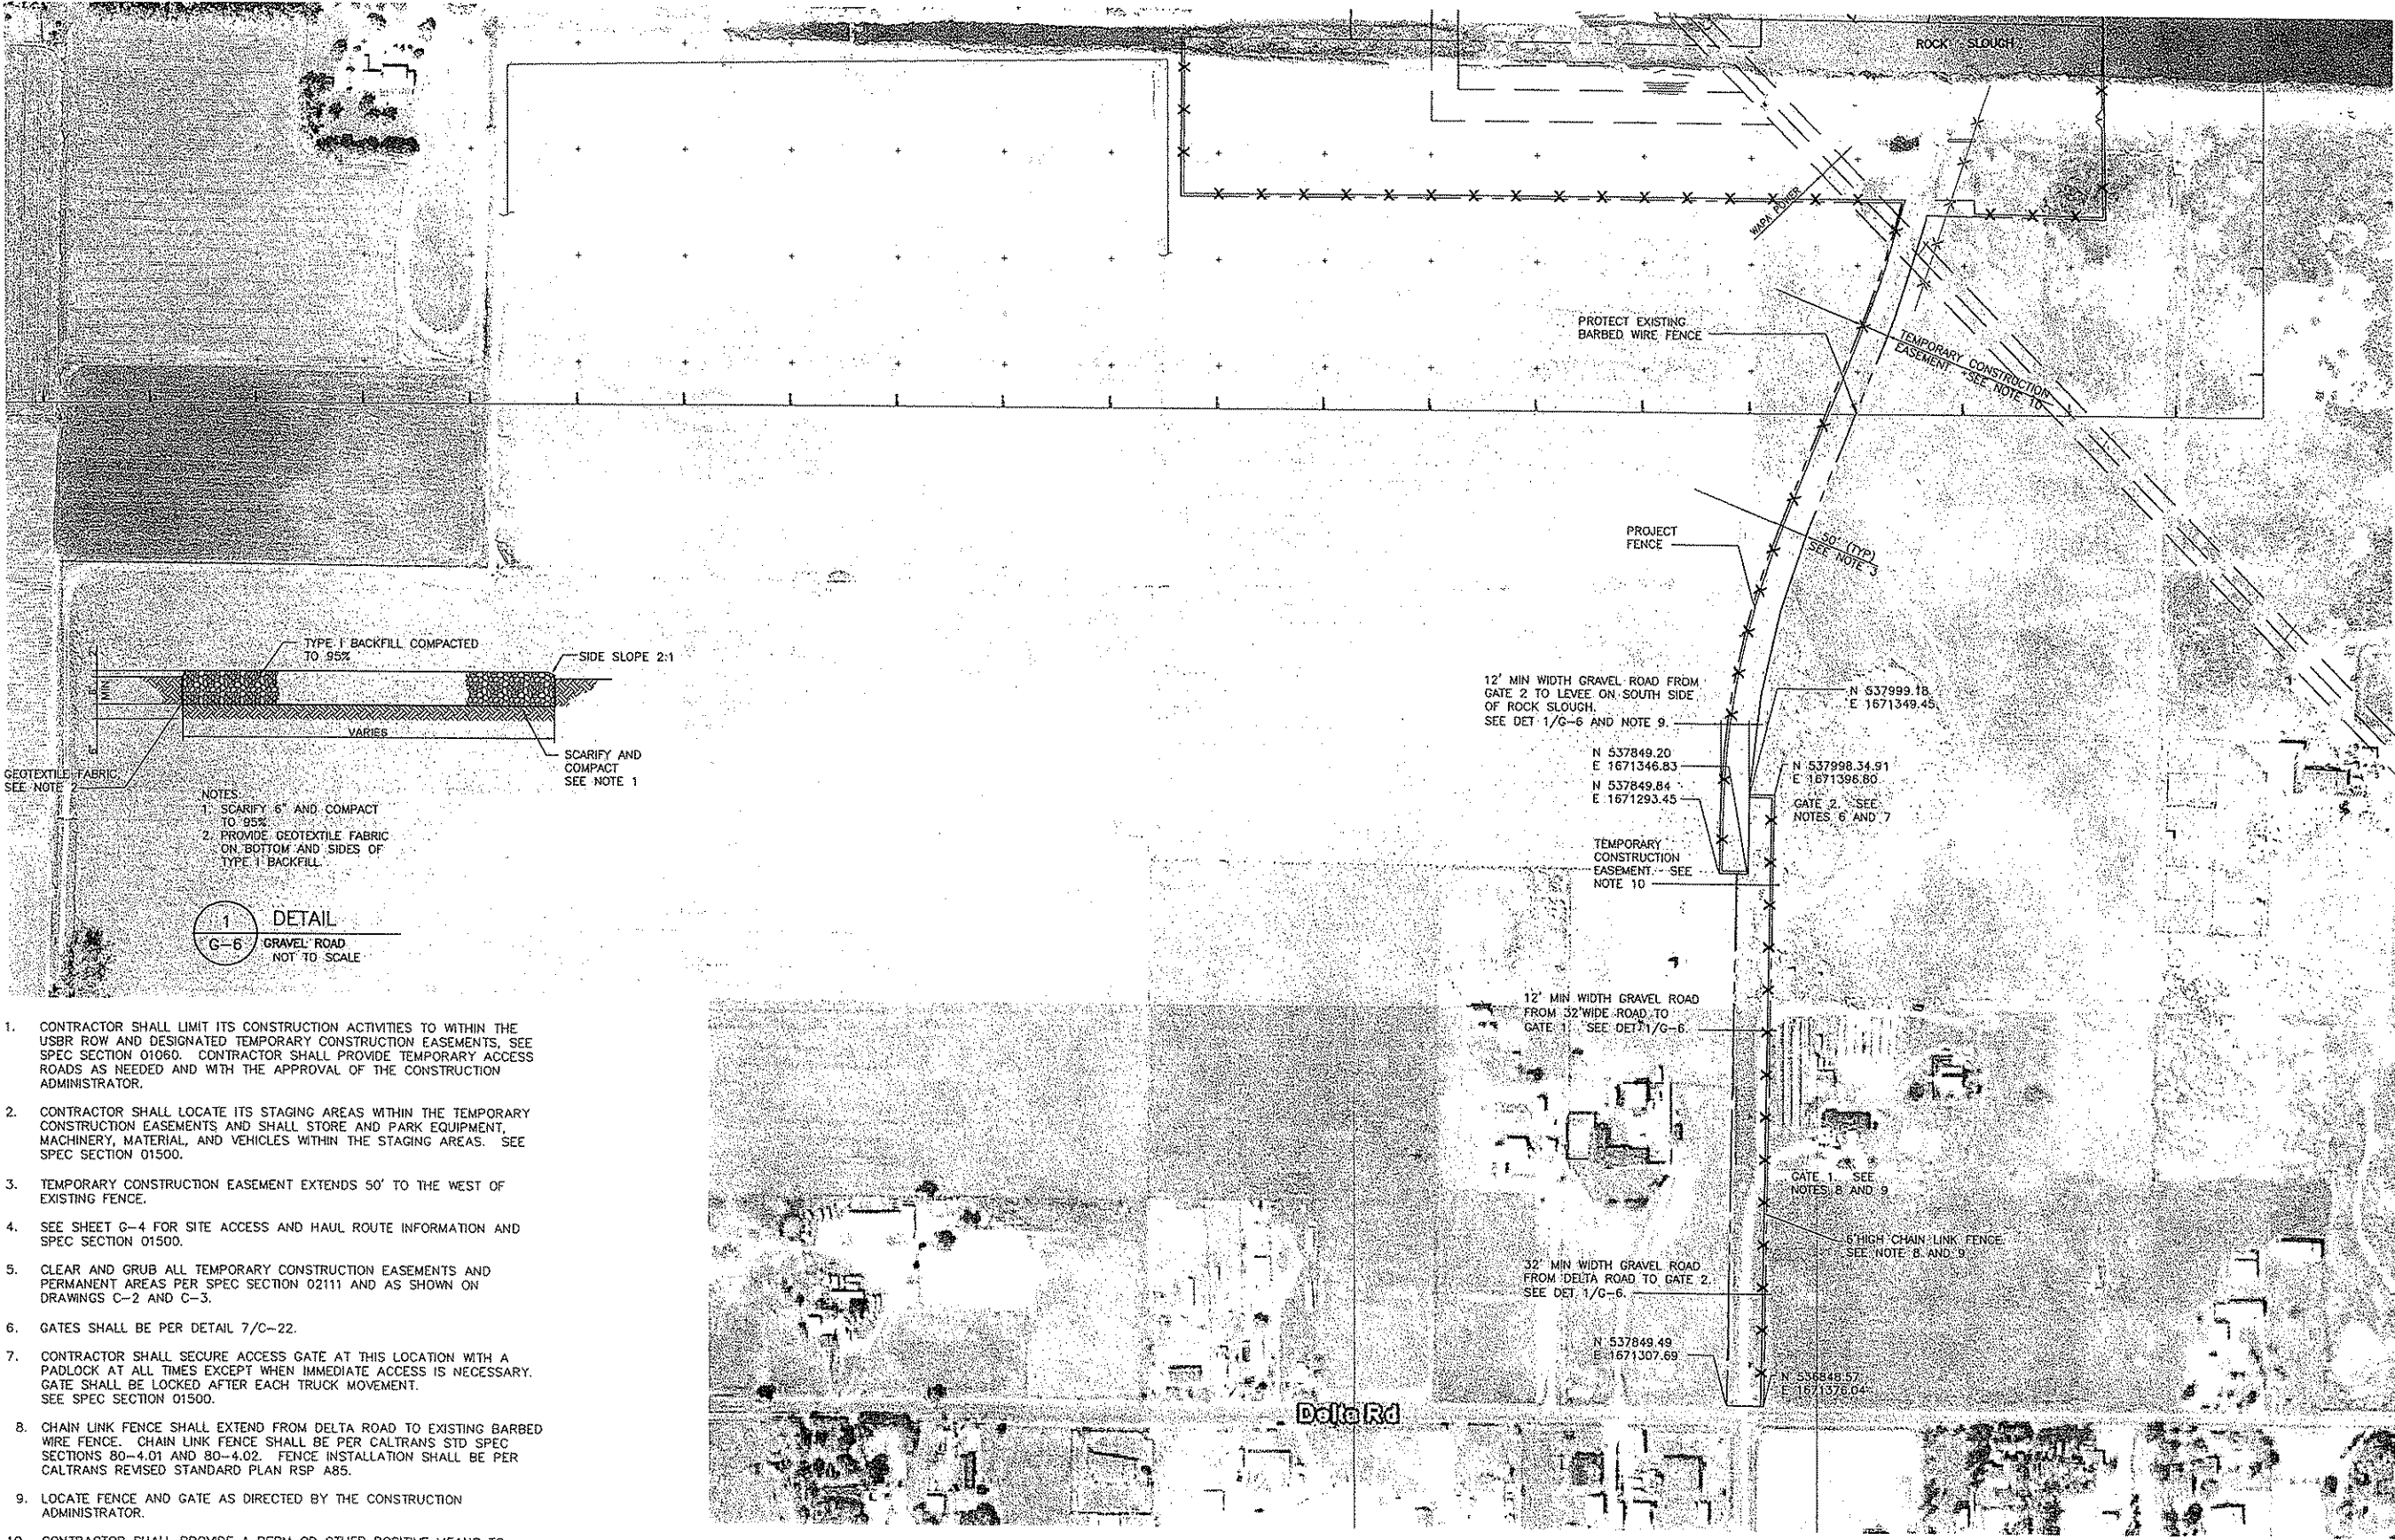 ROCK SLOUGH
WAPA POWER
PROTECT EXISTING
BARBED WIRE FENCE
TEMPORARY CONSTRUCTION
EASEMENT SEE NOTE 10
PROJECT
FENCE
50' (TYP)
SEE NOTE 3
TYPE I BACKFILL COMPACTED
TO 95%
SIDE SLOPE 2:1
MIN
VARIES
SCARIFY AND
COMPACT
SEE NOTE 1
GEOTEXTILE FABRIC
SEE NOTE 2
NOTES
1. SCARIFY 6" AND COMPACT
TO 95%
2. PROVIDE GEOTEXTILE FABRIC
ON BOTTOM AND SIDES OF
TYPE I BACKFILL.
1
G-6
DETAIL
GRAVEL ROAD
NOT TO SCALE
12' MIN WIDTH GRAVEL ROAD FROM
GATE 2 TO LEVEE ON SOUTH SIDE
OF ROCK SLOUGH.
SEE DET 1/G-6 AND NOTE 9.
N 537999.18
E 1671349.45
N 537849.20
E 1671346.83
N 537849.84
E 1671293.45
N 537998.34.91
E 1671396.80
GATE 2. SEE
NOTES 6 AND 7
TEMPORARY
CONSTRUCTION
EASEMENT. SEE
NOTE 10
12' MIN WIDTH GRAVEL ROAD
FROM 32'WIDE ROAD TO
GATE 1. SEE DET 1/G-6.
GATE 1. SEE
NOTES 8 AND 9
6'HIGH CHAIN LINK FENCE.
SEE NOTE 8 AND 9
32' MIN WIDTH GRAVEL ROAD
FROM DELTA ROAD TO GATE 2.
SEE DET 1/G-6.
N 537849.49
E 1671307.69
N 536848.57
E 1671376.04
Delta Rd
1. CONTRACTOR SHALL LIMIT ITS CONSTRUCTION ACTIVITIES TO WITHIN THE
USBR ROW AND DESIGNATED TEMPORARY CONSTRUCTION EASEMENTS, SEE
SPEC SECTION 01060. CONTRACTOR SHALL PROVIDE TEMPORARY ACCESS
ROADS AS NEEDED AND WITH THE APPROVAL OF THE CONSTRUCTION
ADMINISTRATOR.
2. CONTRACTOR SHALL LOCATE ITS STAGING AREAS WITHIN THE TEMPORARY
CONSTRUCTION EASEMENTS AND SHALL STORE AND PARK EQUIPMENT,
MACHINERY, MATERIAL, AND VEHICLES WITHIN THE STAGING AREAS. SEE
SPEC SECTION 01500.
3. TEMPORARY CONSTRUCTION EASEMENT EXTENDS 50' TO THE WEST OF
EXISTING FENCE.
4. SEE SHEET G-4 FOR SITE ACCESS AND HAUL ROUTE INFORMATION AND
SPEC SECTION 01500.
5. CLEAR AND GRUB ALL TEMPORARY CONSTRUCTION EASEMENTS AND
PERMANENT AREAS PER SPEC SECTION 02111 AND AS SHOWN ON
DRAWINGS C-2 AND C-3.
6. GATES SHALL BE PER DETAIL 7/C-22.
7. CONTRACTOR SHALL SECURE ACCESS GATE AT THIS LOCATION WITH A
PADLOCK AT ALL TIMES EXCEPT WHEN IMMEDIATE ACCESS IS NECESSARY.
GATE SHALL BE LOCKED AFTER EACH TRUCK MOVEMENT.
SEE SPEC SECTION 01500.
8. CHAIN LINK FENCE SHALL EXTEND FROM DELTA ROAD TO EXISTING BARBED
WIRE FENCE. CHAIN LINK FENCE SHALL BE PER CALTRANS STD SPEC
SECTIONS 80-4.01 AND 80-4.02. FENCE INSTALLATION SHALL BE PER
CALTRANS REVISED STANDARD PLAN RSP A85.
9. LOCATE FENCE AND GATE AS DIRECTED BY THE CONSTRUCTION
ADMINISTRATOR.
10. CONTRACTOR SHALL PROVIDE A BERM OR OTHER POSITIVE MEANS TO